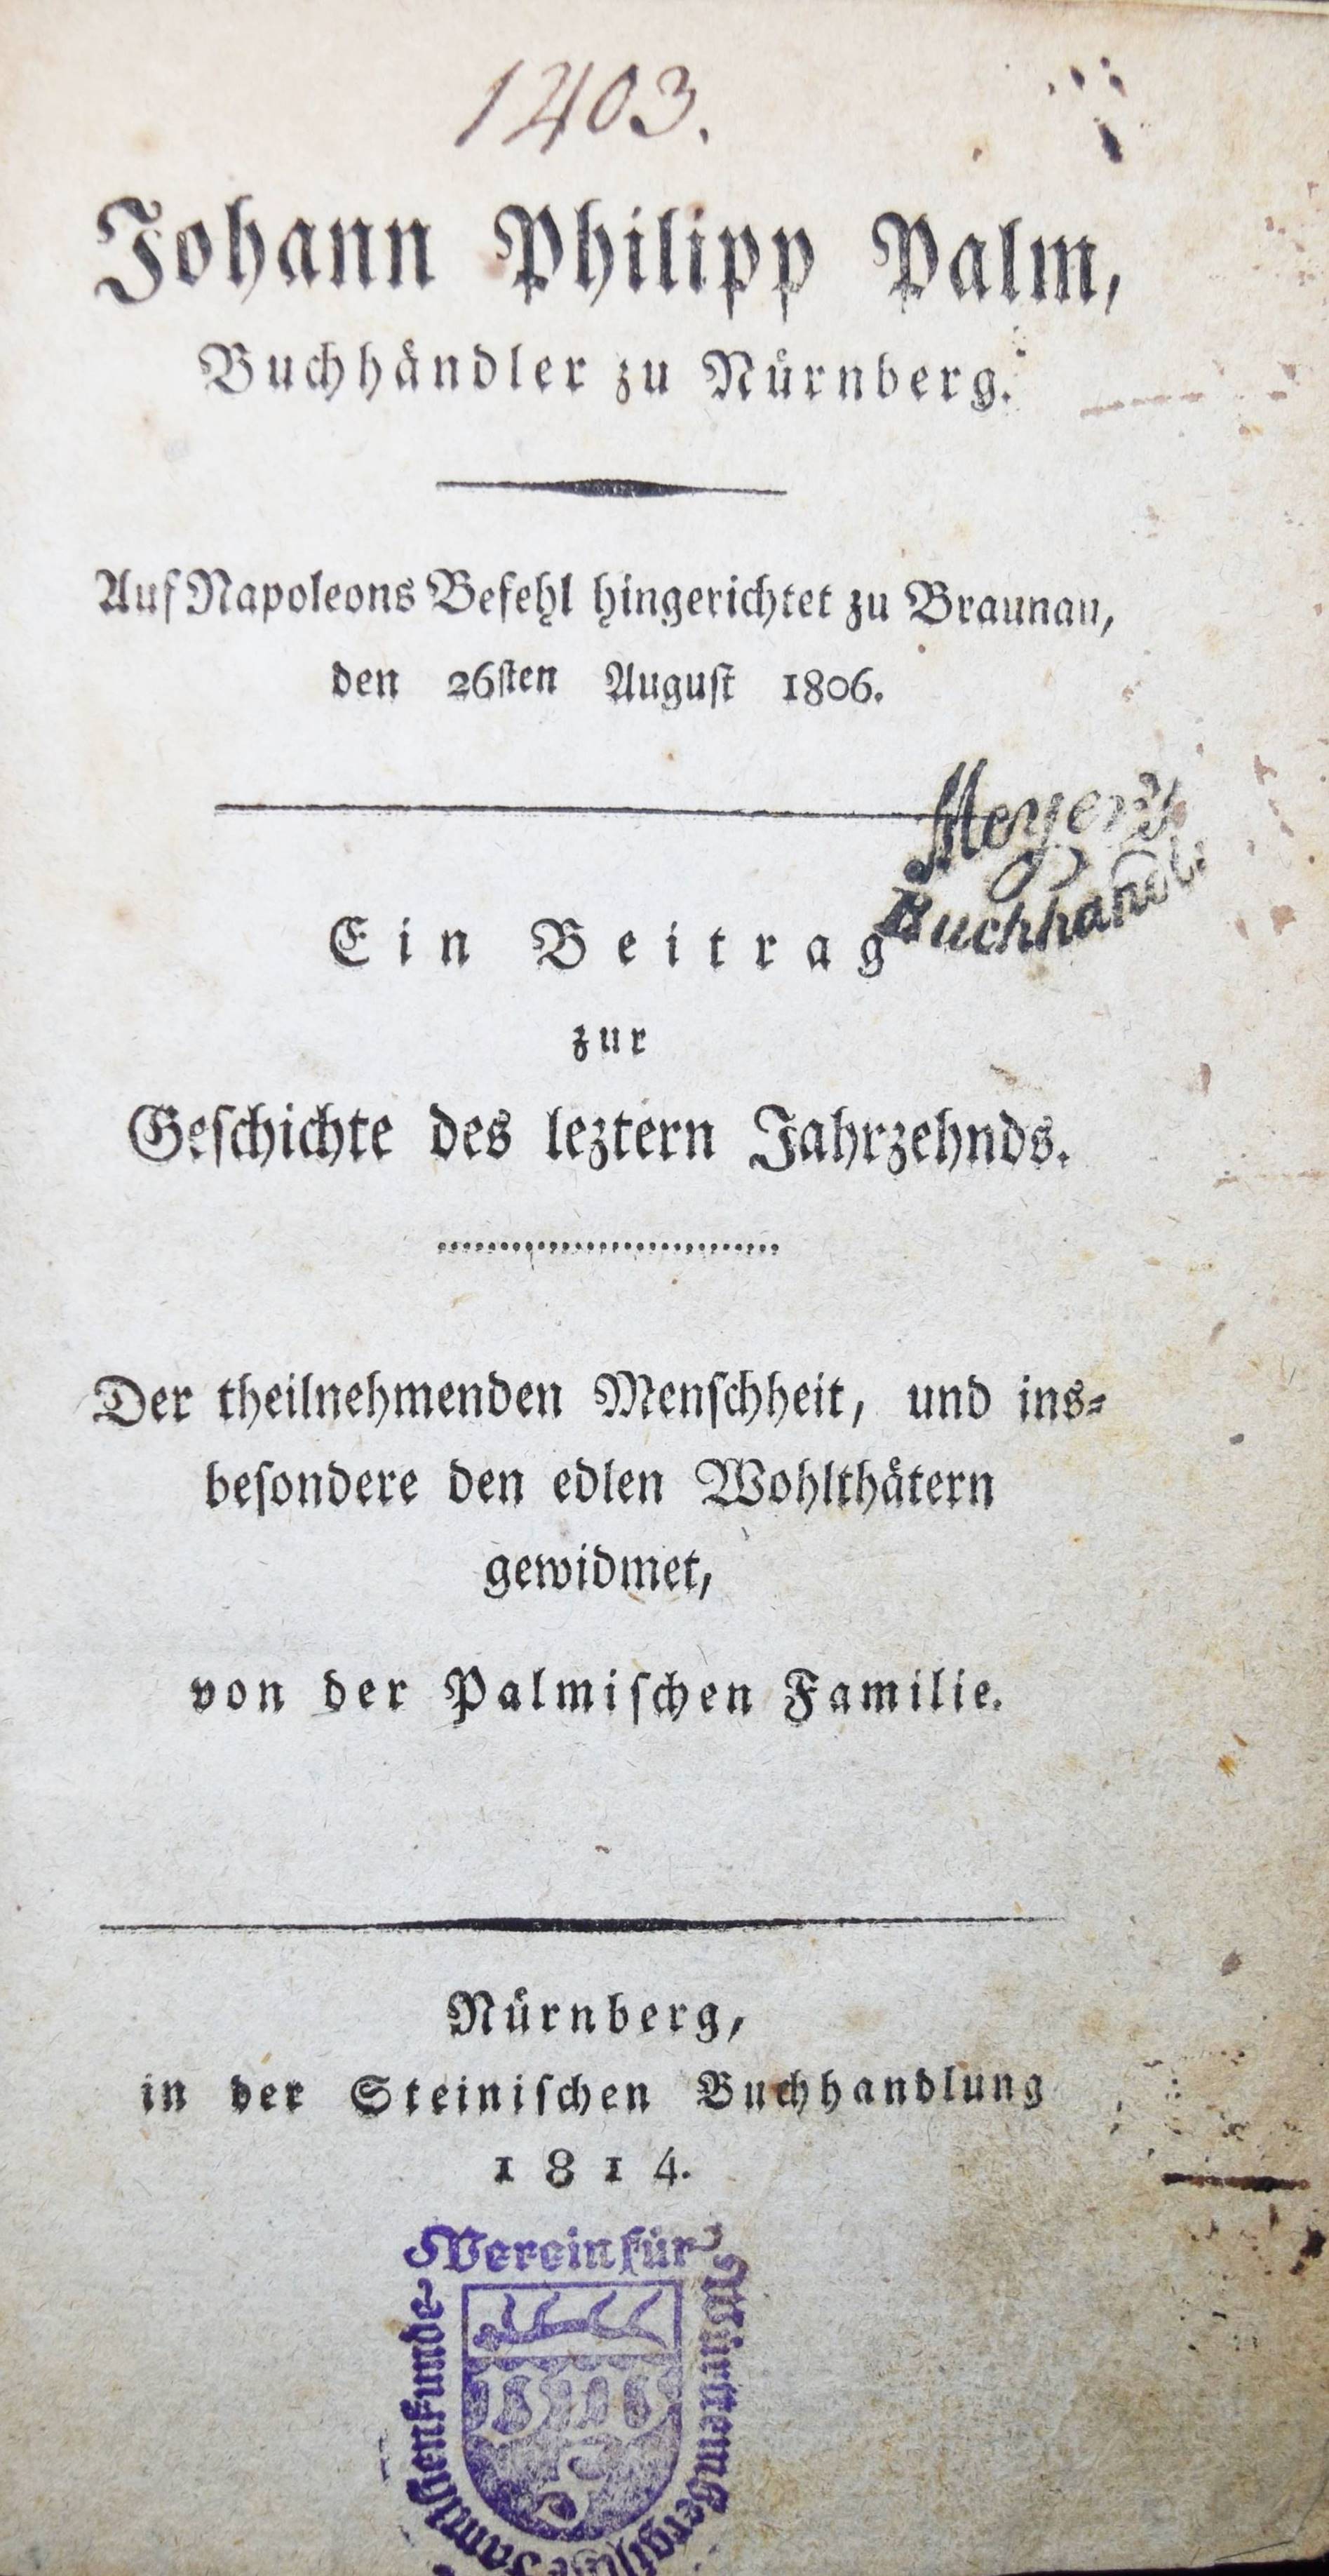 1403.
Johann Philipp Palm,
Buchhändler zu Nürnberg.
Auf Napoleons Befehl hingerichtet zu Braunau,
den 26sten August 1806.
Meyers
Buchhandl.
Ein Beitrag
zur
Geschichte des leztern Jahrzehnds.
Der theilnehmenden Menschheit, und ins-
besondere den edlen Wohlthätern
gewidmet,
von der Palmischen Familie.
Nürnberg,
in der Steinischen Buchhandlung
1814.
Verein für
Württembergische
Familienkunde